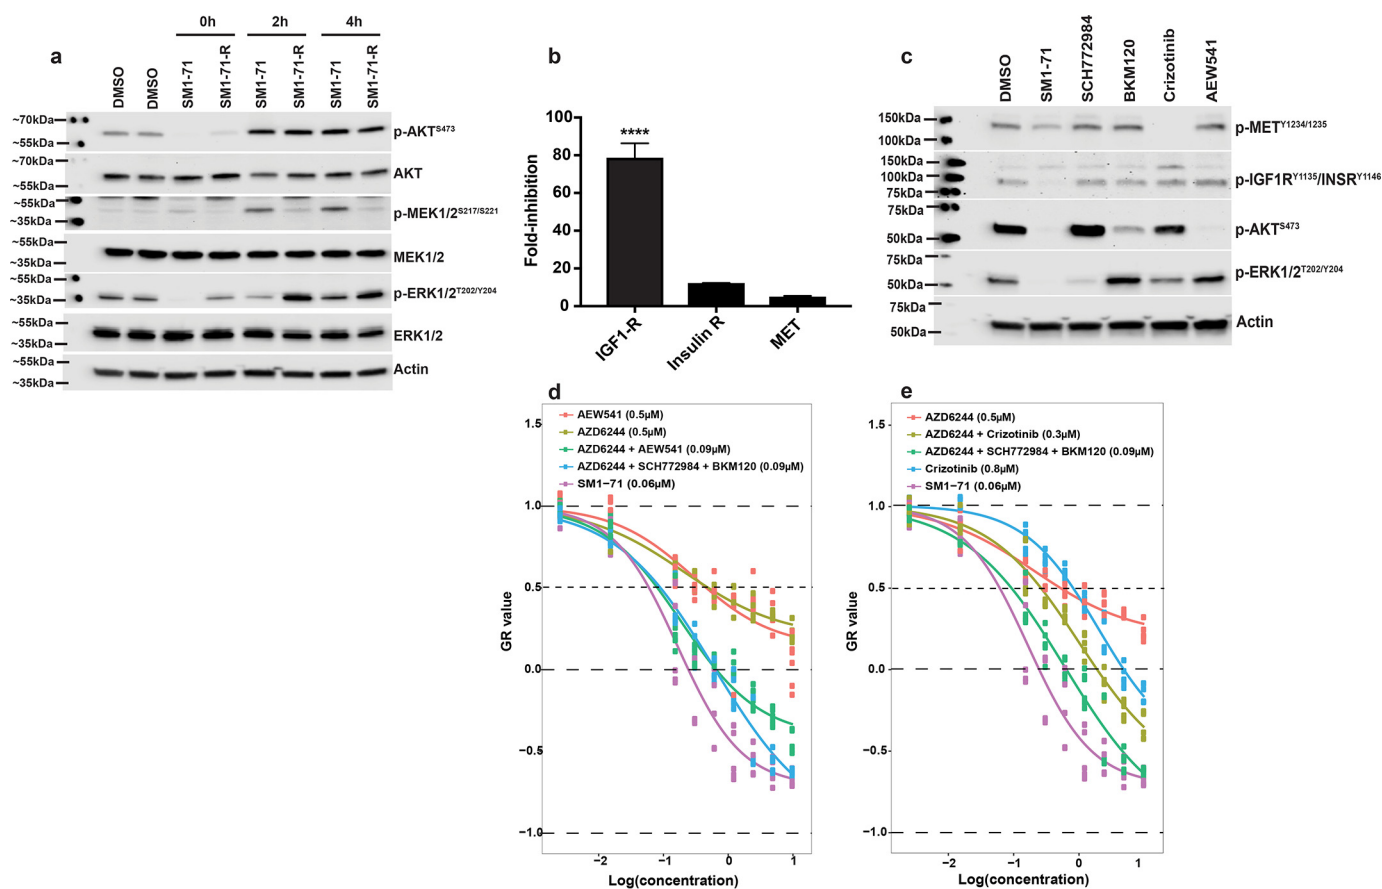 a
0h
2h
4h
DMSO
DMSO
SM1-71
SM1-71-R
SM1-71
SM1-71-R
SM1-71
SM1-71-R
~70kDa
~55kDa
p-AKTS473
~70kDa
~55kDa
AKT
~55kDa
~35kDa
p-MEK1/2S217/S221
~55kDa
~35kDa
MEK1/2
~55kDa
~35kDa
p-ERK1/2T202/Y204
~55kDa
~35kDa
ERK1/2
~55kDa
~35kDa
Actin
b
Fold-inhibition
100
80
60
40
20
0
****
IGF1-R
Insulin R
MET
c
DMSO
SM1-71
SCH772984
BKM120
Crizotinib
AEW541
150kDa
100kDa
p-METY1234/1235
150kDa
100kDa
75kDa
p-IGF1RY1135/INSRY1146
75kDa
50kDa
p-AKTS473
75kDa
50kDa
p-ERK1/2T202/Y204
75kDa
50kDa
Actin
d
AEW541 (0.5µM)
AZD6244 (0.5µM)
AZD6244 + AEW541 (0.09µM)
AZD6244 + SCH772984 + BKM120 (0.09µM)
SM1−71 (0.06µM)
GR value
1.5
1.0
0.5
0.0
−0.5
−1.0
−2
−1
0
1
Log(concentration)
e
AZD6244 (0.5µM)
AZD6244 + Crizotinib (0.3µM)
AZD6244 + SCH772984 + BKM120 (0.09µM)
Crizotinib (0.8µM)
SM1−71 (0.06µM)
GR value
1.5
1.0
0.5
0.0
−0.5
−1.0
−2
−1
0
1
Log(concentration)